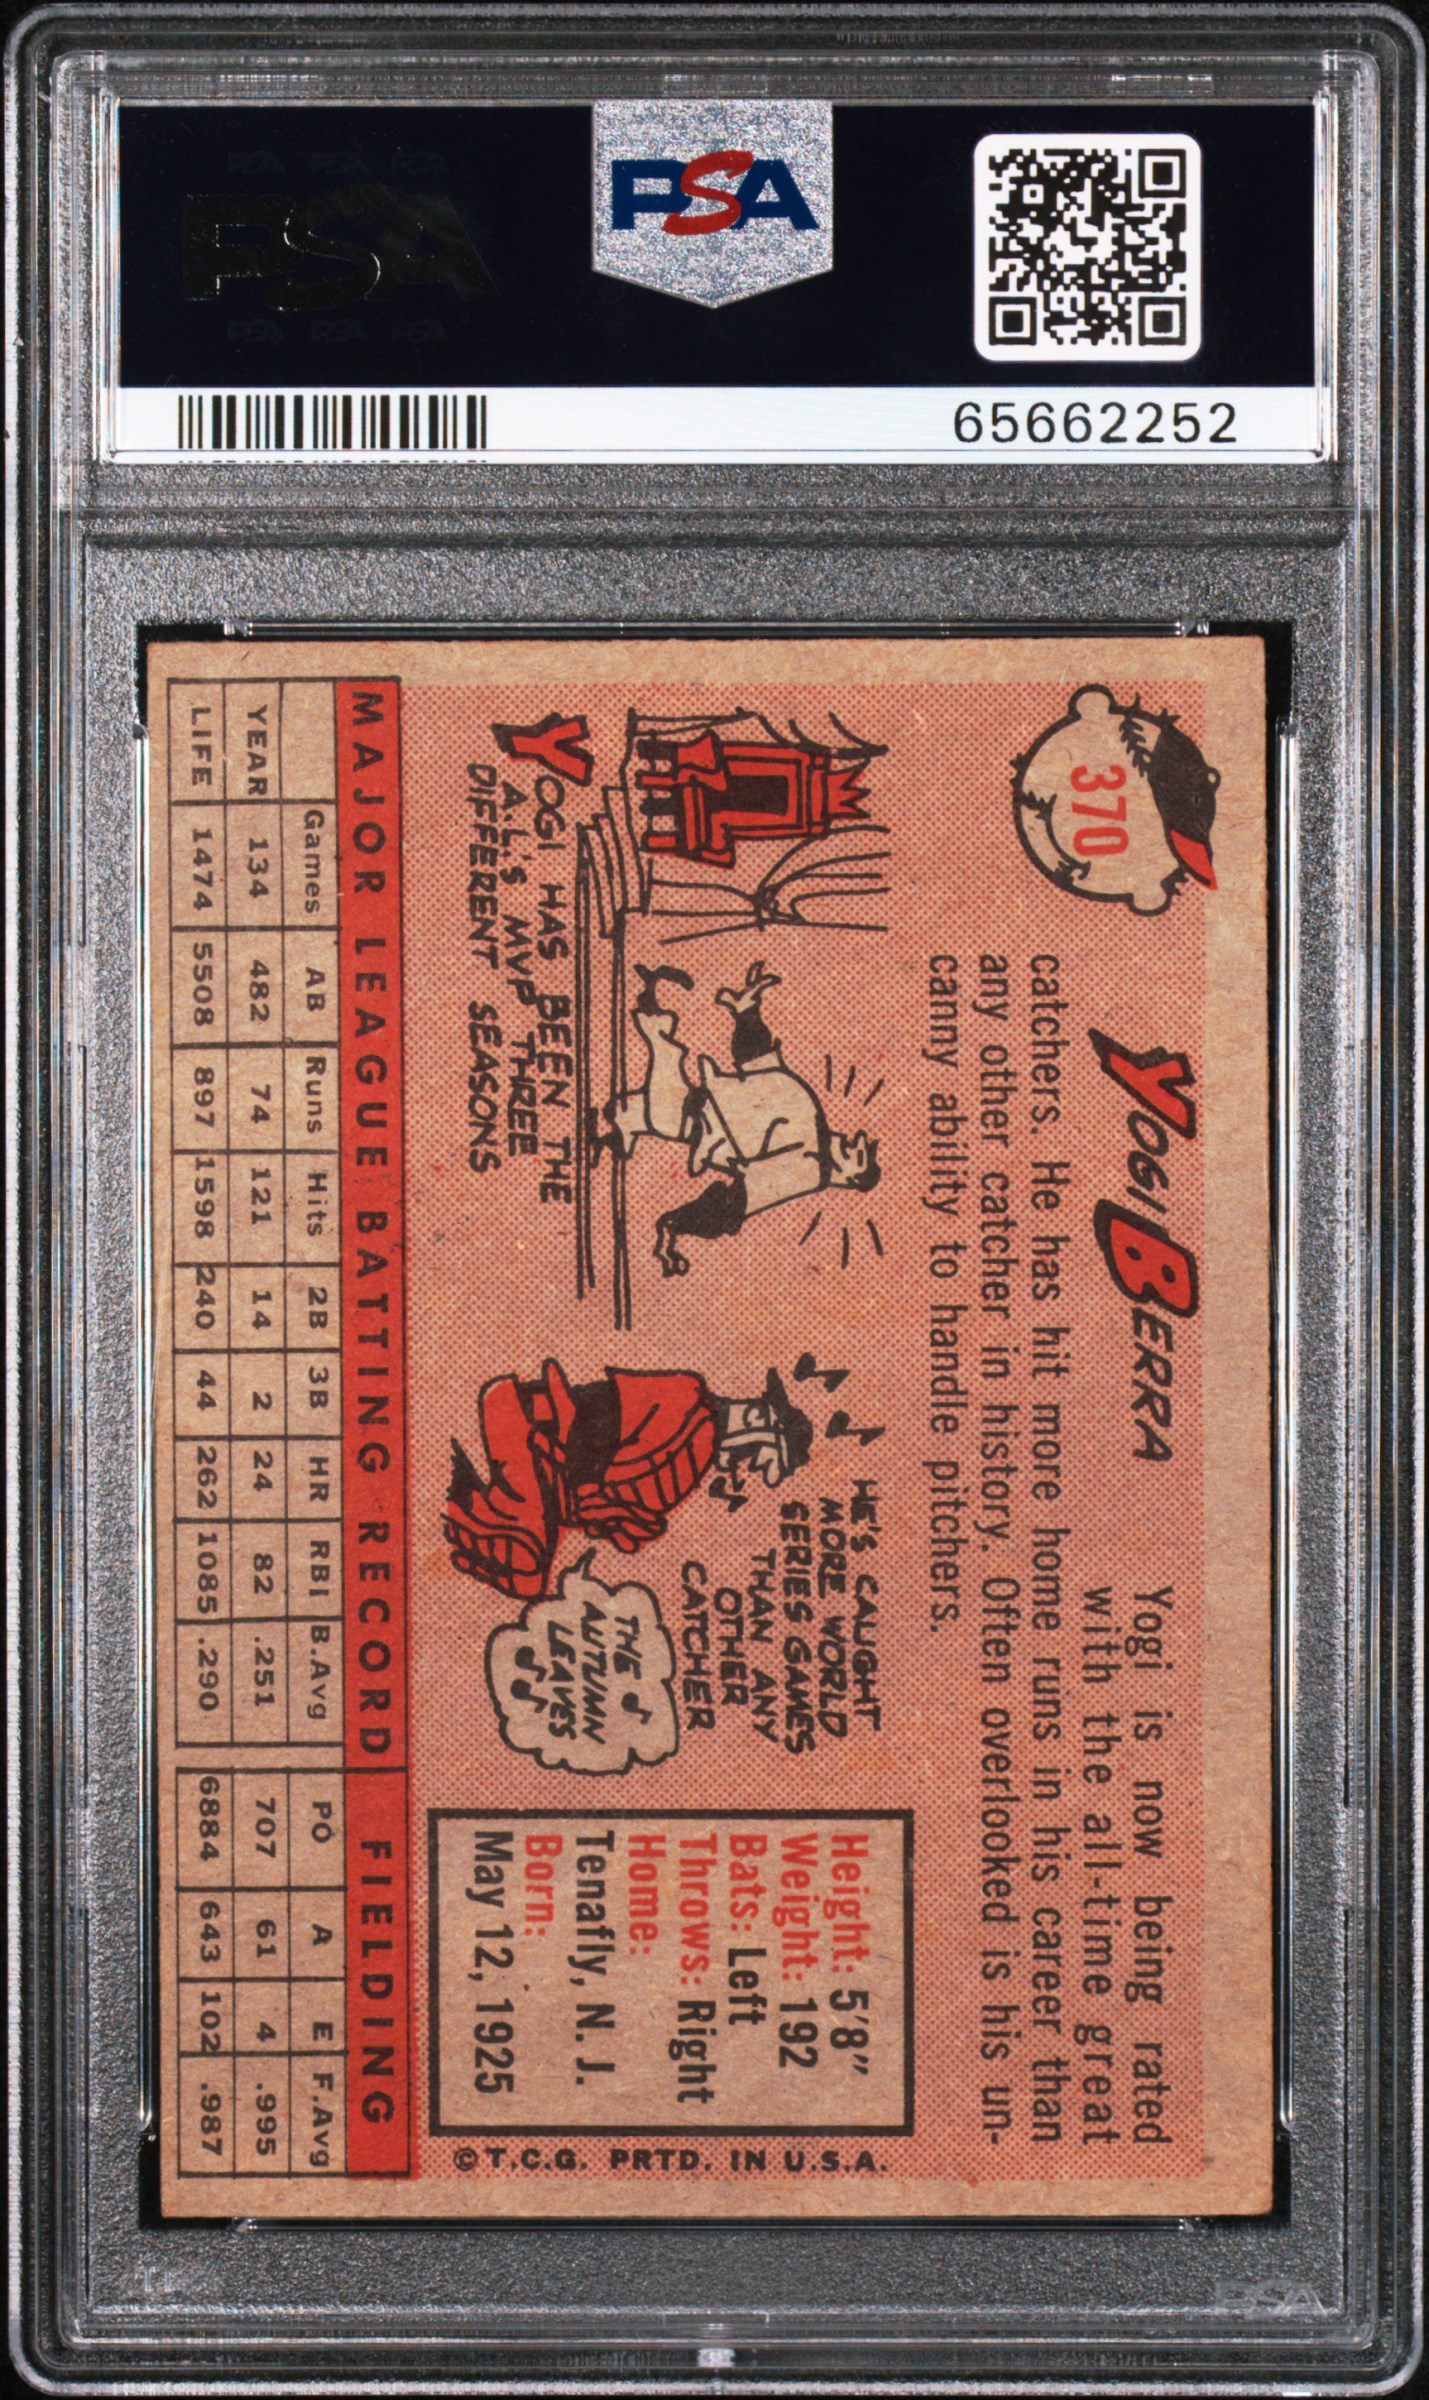 PSA
65662252
370
YOGI BERRA
Yogi is now being rated
with the all-time great
catchers. He has hit more home runs in his career than
any other catcher in history. Often overlooked is his un-
canny ability to handle pitchers.
YOGI HAS BEEN THE
A.L.'S MVP THREE
DIFFERENT SEASONS
HE'S CAUGHT
MORE WORLD
SERIES GAMES
THAN ANY
OTHER
CATCHER
THE
AUTUMN
LEAVES
Height: 5'8"
Weight: 192
Bats: Left
Throws: Right
Home:
Tenafly, N. J.
Born:
May 12, 1925
© T.C.G. PRTD. IN U.S.A.
MAJOR LEAGUE BATTING RECORD FIELDING
Games AB Runs Hits 2B 3B HR RBI B.Avg PO A E F.Avg
YEAR 134 482 74 121 14 2 24 82 .251 707 61 4 .995
LIFE 1474 5508 897 1598 240 44 262 1085 .290 6884 643 102 .987
PSA